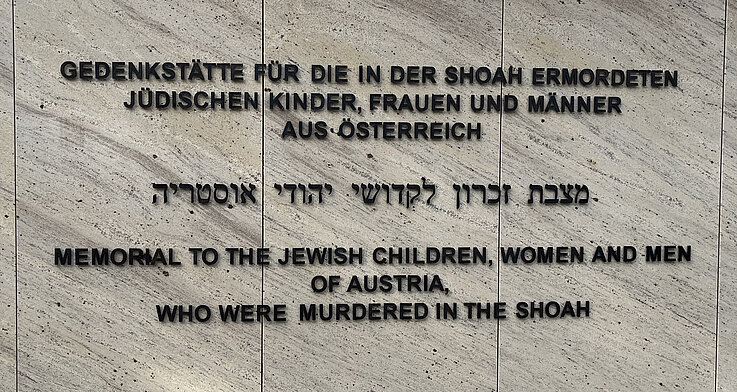 GEDENKSTÄTTE FÜR DIE IN DER SHOAH ERMORDETEN
JÜDISCHEN KINDER, FRAUEN UND MÄNNER
AUS ÖSTERREICH
מצבת זכרון לקדושי יהודי אוסטריה
MEMORIAL TO THE JEWISH CHILDREN, WOMEN AND MEN
OF AUSTRIA,
WHO WERE MURDERED IN THE SHOAH